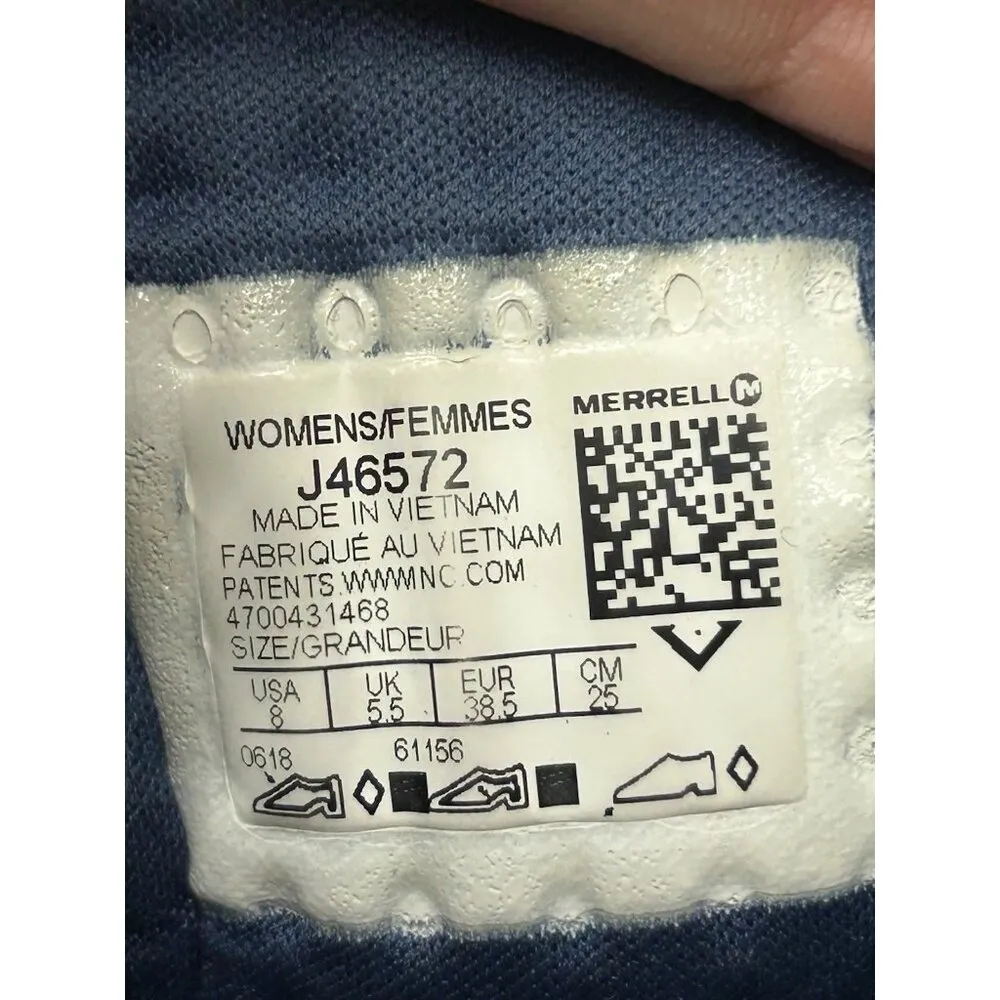 WOMENS/FEMMES
J46572
MADE IN VIETNAM
FABRIQUÉ AU VIETNAM
PATENTS.WWWINC.COM
4700431468
SIZE/GRANDEUR
USA UK EUR CM
8 5.5 38.5 25
0618 61156
MERRELL M